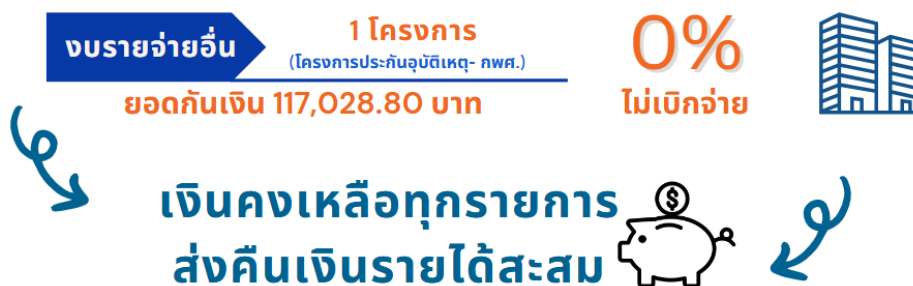 งบรายจ่ายอื่น
1 โครงการ
(โครงการประกันอุบัติเหตุ- กพศ.)
ยอดกันเงิน 117,028.80 บาท
0%
ไม่เบิกจ่าย
เงินคงเหลือทุกรายการ
ส่งคืนเงินรายได้สะสม
$